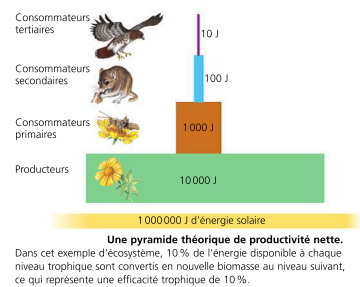 Consommateurs
tertiaires
10 J
Consommateurs
secondaires
100 J
Consommateurs
primaires
1 000 J
Producteurs
10 000 J
1 000 000 J d'énergie solaire
Une pyramide théorique de productivité nette.
Dans cet exemple d'écosystème, 10 % de l'énergie disponible à chaque
niveau trophique sont convertis en nouvelle biomasse au niveau suivant,
ce qui représente une efficacité trophique de 10 %.